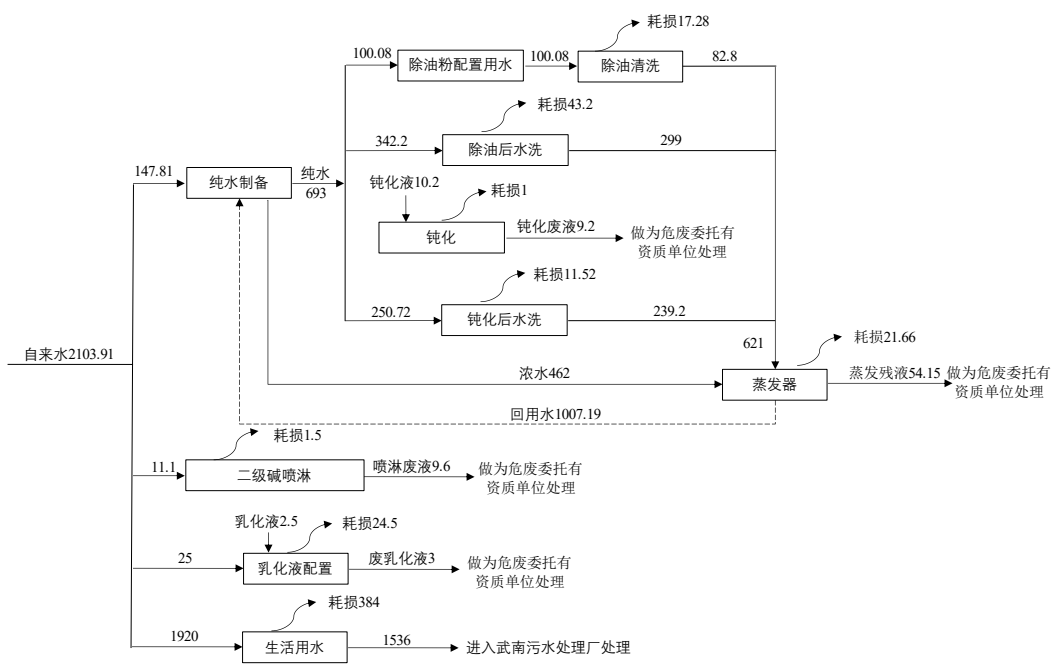 耗损17.28
100.08
除油粉配置用水
100.08
除油清洗
82.8
耗损43.2
342.2
除油后水洗
299
147.81
纯水制备
纯水
693
钝化液10.2
耗损1
钝化
钝化废液9.2
做为危废委托有
资质单位处理
耗损11.52
250.72
钝化后水洗
239.2
自来水2103.91
621
耗损21.66
浓水462
蒸发器
蒸发残液54.15
做为危废委托有
资质单位处理
回用水1007.19
耗损1.5
11.1
二级碱喷淋
喷淋废液9.6
做为危废委托有
资质单位处理
乳化液2.5
耗损24.5
25
乳化液配置
废乳化液3
做为危废委托有
资质单位处理
耗损384
1920
生活用水
1536
进入武南污水处理厂处理